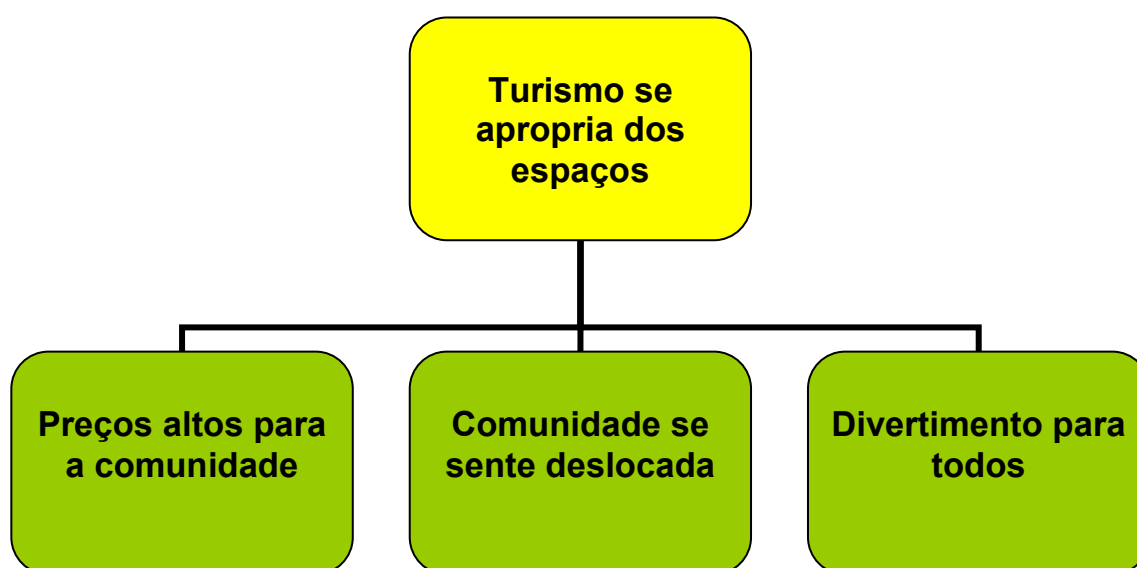 Turismo se
apropria dos
espaços
Preços altos para
a comunidade
Comunidade se
sente deslocada
Divertimento para
todos